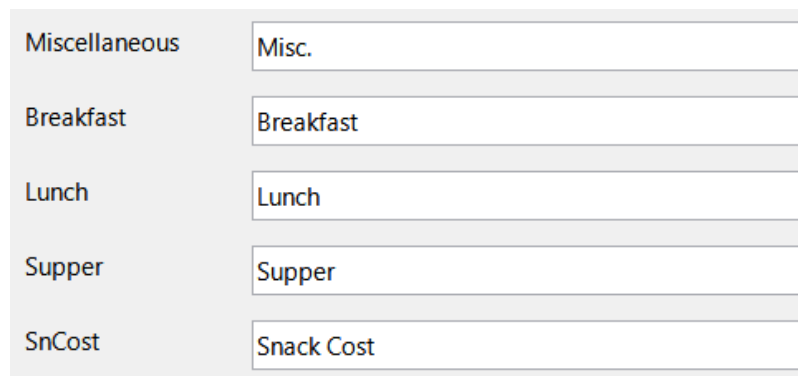 Miscellaneous Misc.
Breakfast Breakfast
Lunch Lunch
Supper Supper
SnCost Snack Cost